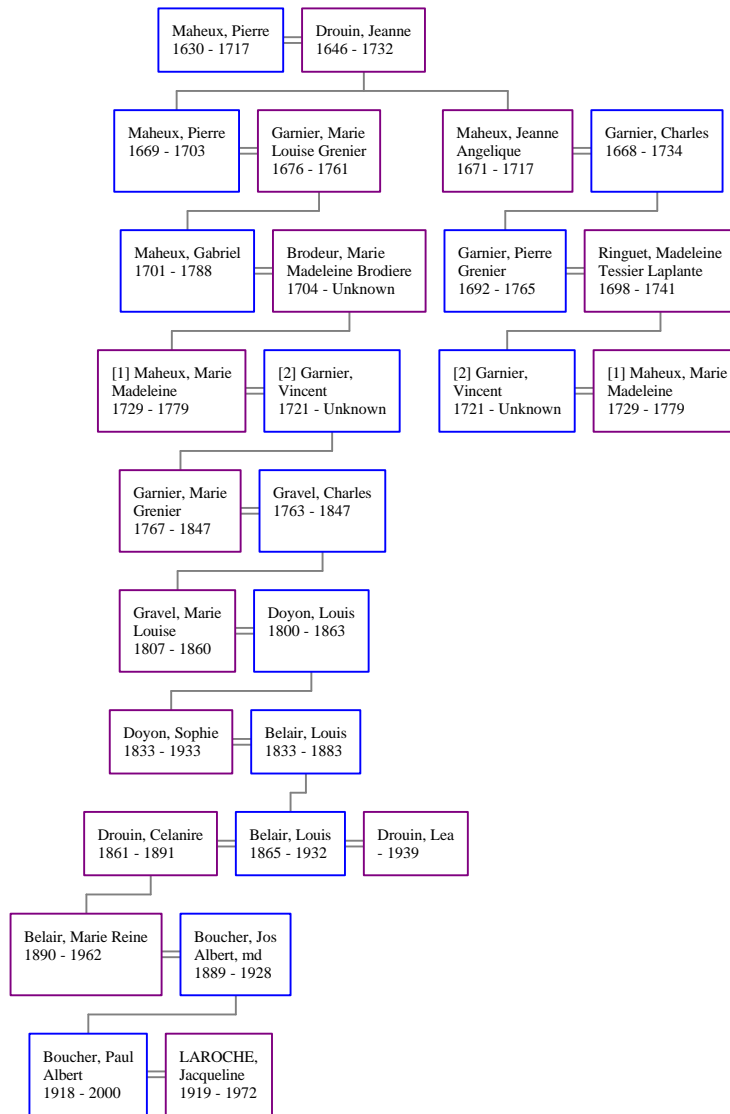 Maheux, Pierre
1630 - 1717
Drouin, Jeanne
1646 - 1732
Maheux, Pierre
1669 - 1703
Garnier, Marie
Louise Grenier
1676 - 1761
Maheux, Jeanne
Angelique
1671 - 1717
Garnier, Charles
1668 - 1734
Maheux, Gabriel
1701 - 1788
Brodeur, Marie
Madeleine Brodiere
1704 - Unknown
Garnier, Pierre
Grenier
1692 - 1765
Ringuet, Madeleine
Tessier Laplante
1698 - 1741
[1] Maheux, Marie
Madeleine
1729 - 1779
[2] Garnier,
Vincent
1721 - Unknown
[2] Garnier,
Vincent
1721 - Unknown
[1] Maheux, Marie
Madeleine
1729 - 1779
Garnier, Marie
Grenier
1767 - 1847
Gravel, Charles
1763 - 1847
Gravel, Marie
Louise
1807 - 1860
Doyon, Louis
1800 - 1863
Doyon, Sophie
1833 - 1933
Belair, Louis
1833 - 1883
Drouin, Celanire
1861 - 1891
Belair, Louis
1865 - 1932
Drouin, Lea
- 1939
Belair, Marie Reine
1890 - 1962
Boucher, Jos
Albert, md
1889 - 1928
Boucher, Paul
Albert
1918 - 2000
LAROCHE,
Jacqueline
1919 - 1972